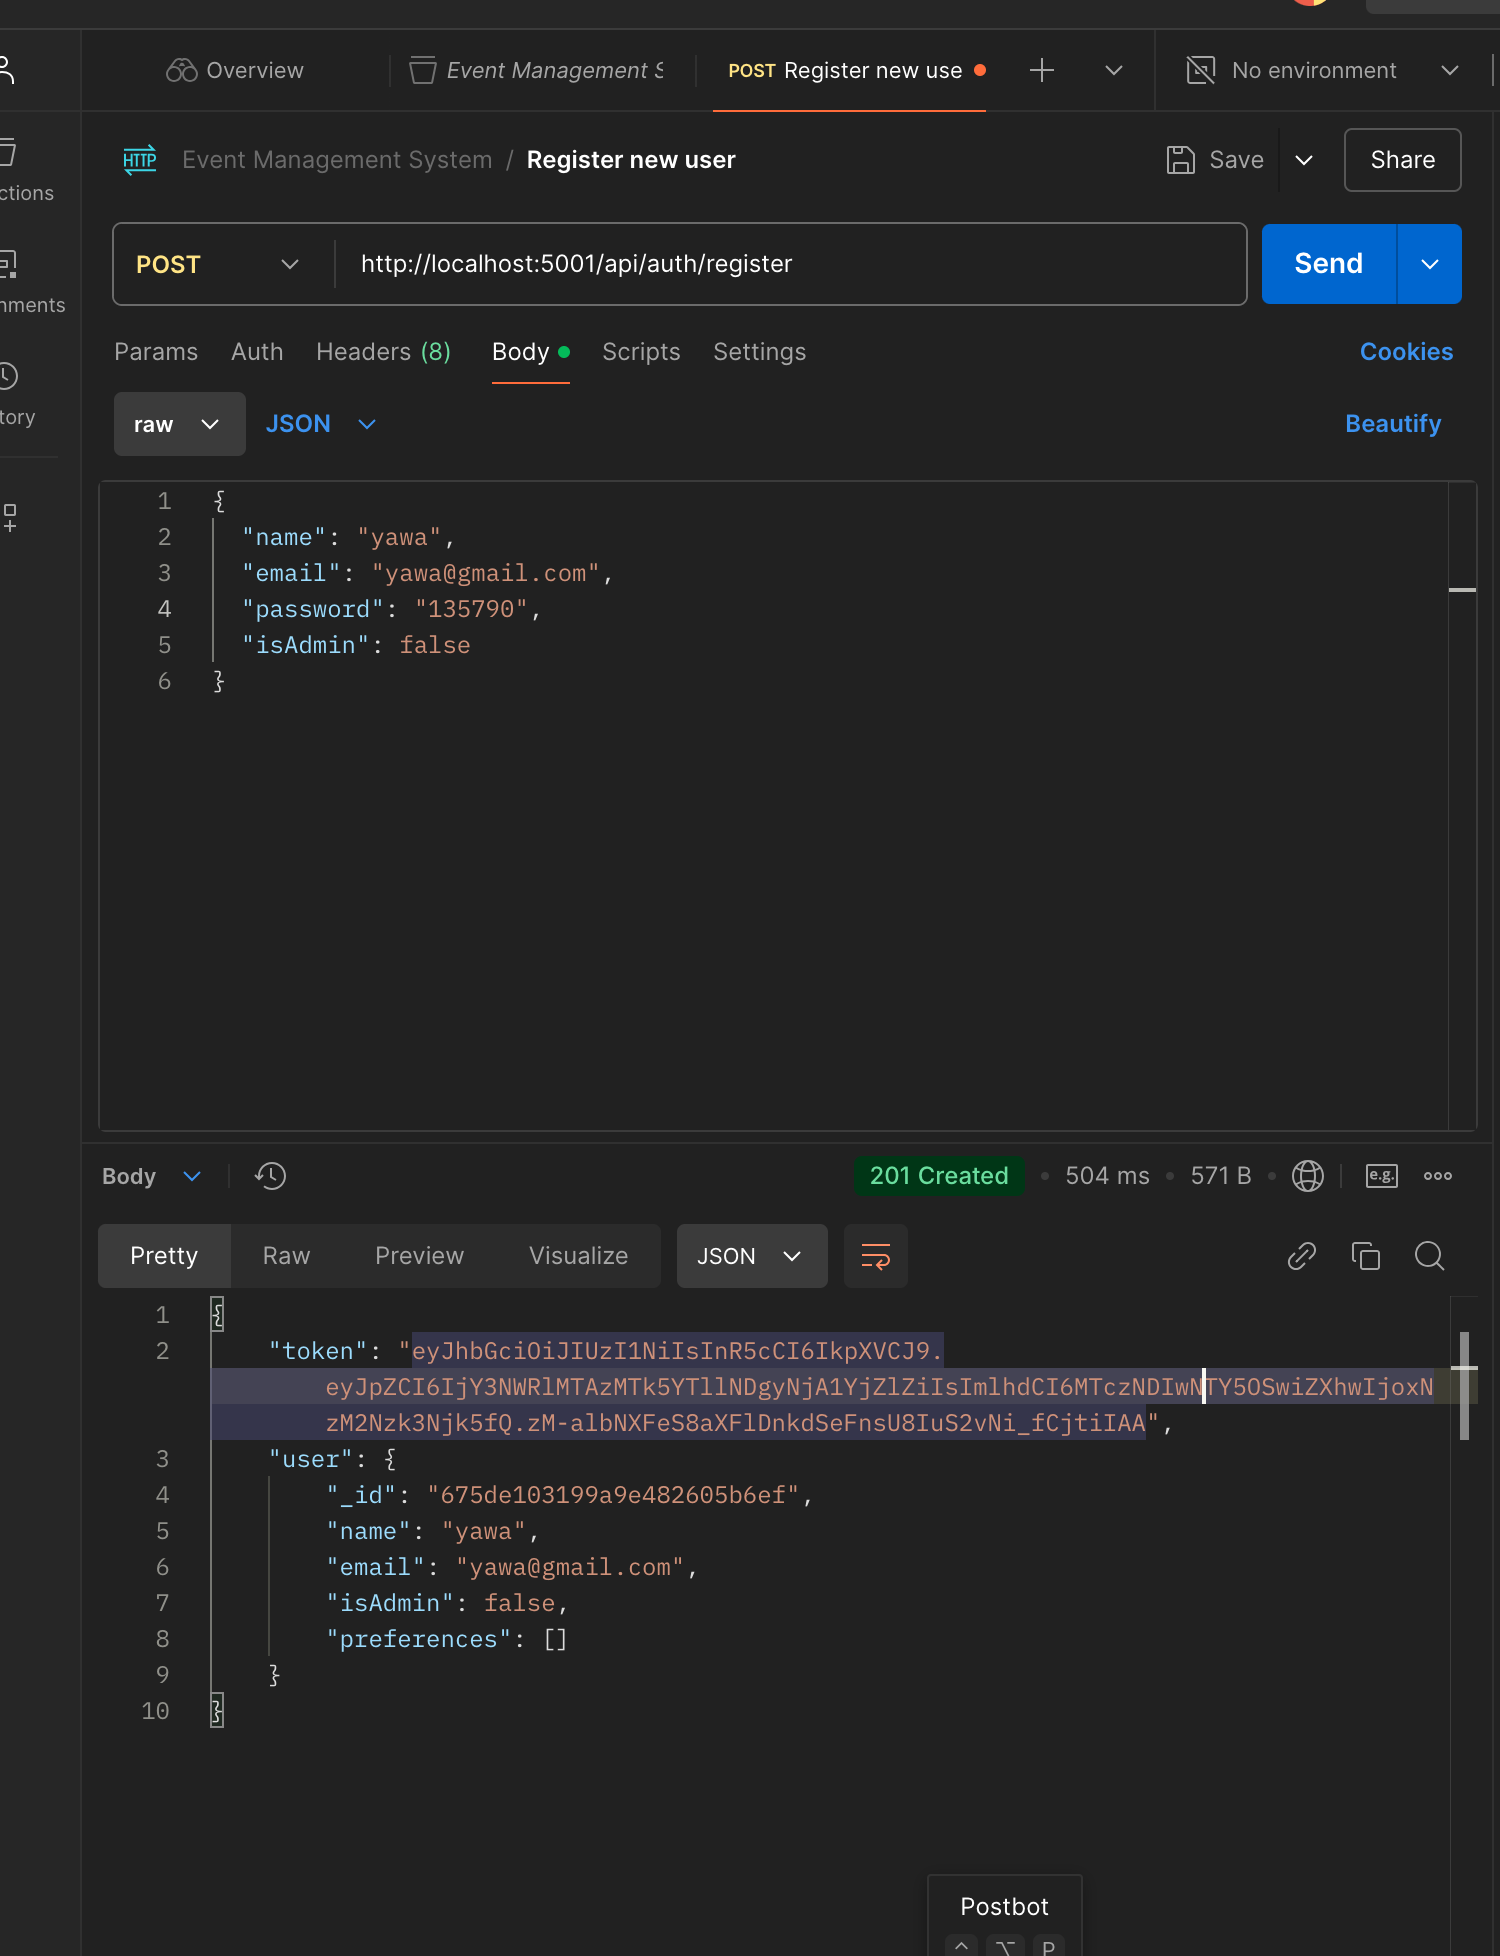 Overview
Event Management S
POST Register new use
No environment
ctions
nments
tory
HTTP Event Management System / Register new user
Save
Share
POST
http://localhost:5001/api/auth/register
Send
Params
Auth
Headers (8)
Body
Scripts
Settings
Cookies
raw
JSON
Beautify
1 {
2 "name": "yawa",
3 "email": "yawa@gmail.com",
4 "password": "135790",
5 "isAdmin": false
6 }
Body
201 Created
504 ms
571 B
e.g.
Pretty
Raw
Preview
Visualize
JSON
1 {
2 "token": "eyJhbGciOiJIUzI1NiIsInR5cCI6IkpXVCJ9.
eyJpZCI6IjY3NWRlMTAzMTk5YTllNDgyNjA1YjZlZiIsImlhdCI6MTczNDIwNTY5OSwiZXhwIjoxN
zM2Nzk3Njk5fQ.zM-albNXFeS8aXFlDnkdSeFnsU8IuS2vNi_fCjtiIAA",
3 "user": {
4 "_id": "675de103199a9e482605b6ef",
5 "name": "yawa",
6 "email": "yawa@gmail.com",
7 "isAdmin": false,
8 "preferences": []
9 }
10 }
Postbot
^ ⌥ P